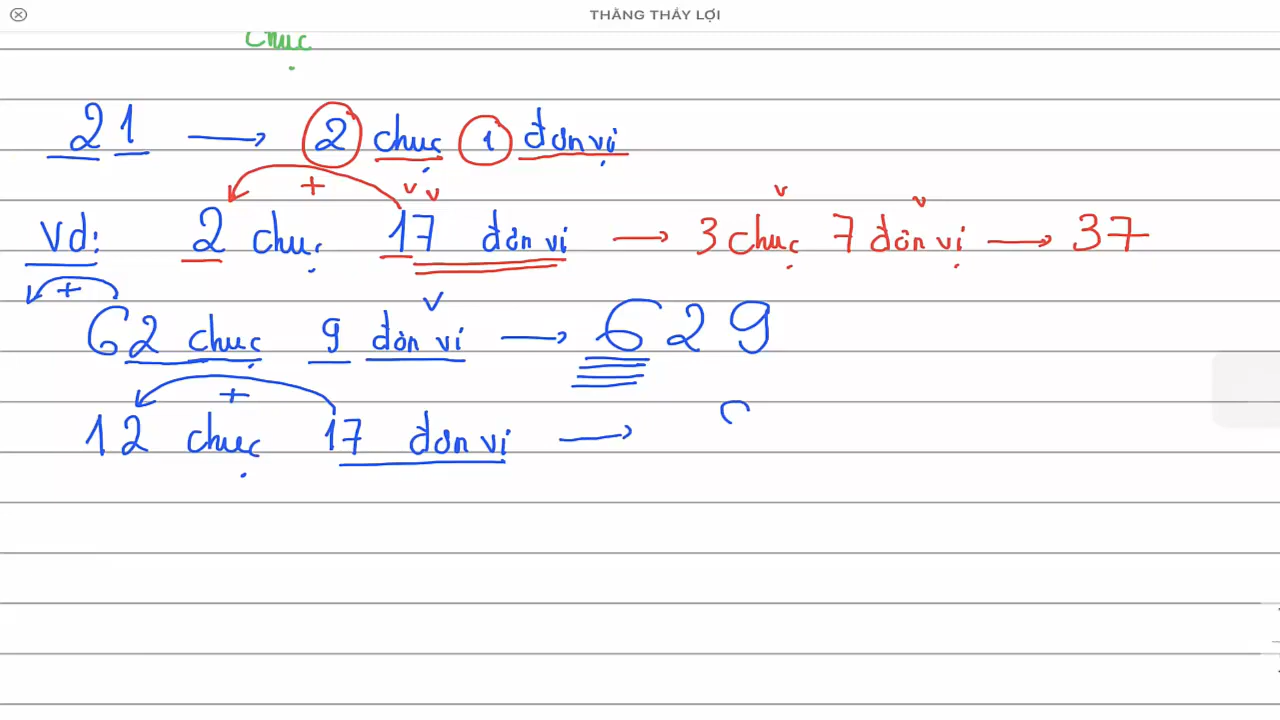 THẮNG THẦY LỢI
chục
21 → 2 chục 1 đơn vị
+
vd: 2 chục 17 đơn vị → 3 chục 7 đơn vị → 37
+
62 chục 9 đơn vị → 629
+
12 chục 17 đơn vị →